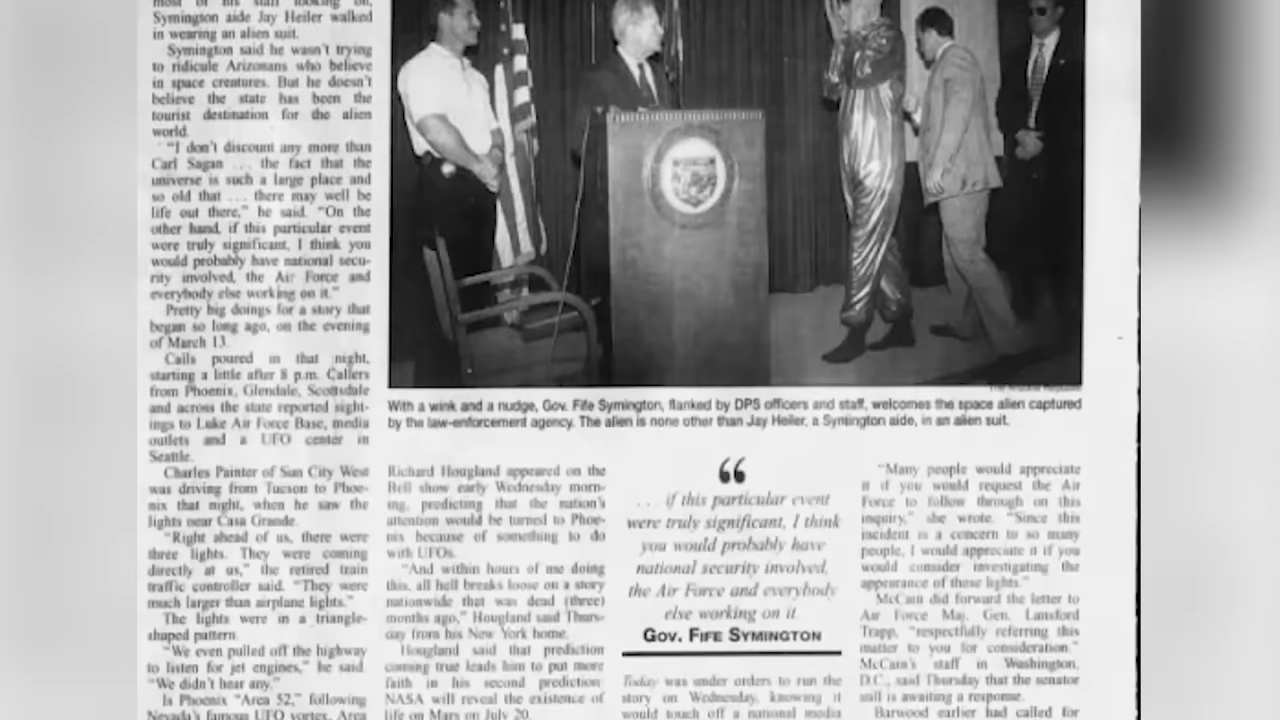 most of his staff looking on,
Symington aide Jay Heiler walked
in wearing an alien suit.
Symington said he wasn't trying
to ridicule Arizonans who believe
in space creatures. But he doesn't
believe the state has been the
tourist destination for the alien
world.
"I don't discount any more than
Carl Sagan ... the fact that the
universe is such a large place and
so old that ... there may well be
life out there," he said. "On the
other hand, if this particular event
were truly significant, I think you
would probably have national secu-
rity involved, the Air Force and
everybody else working on it."
Pretty big doings for a story that
began so long ago, on the evening
of March 13.
Calls poured in that night,
starting a little after 8 p.m. Callers
from Phoenix, Glendale, Scottsdale
and across the state reported sight-
ings to Luke Air Force Base, media
outlets and a UFO center in
Seattle.
Charles Painter of Sun City West
was driving from Tucson to Phoe-
nix that night, when he saw the
lights near Casa Grande.
"Right ahead of us, there were
three lights. They were coming
directly at us," the retired train
traffic controller said. "They were
much larger than airplane lights."
The lights were in a triangle-
shaped pattern.
"We even pulled off the highway
to listen for jet engines," he said.
"We didn't hear any."
Is Phoenix "Area 52," following
Nevada's famous UFO vortex, Area
The Arizona Republic
With a wink and a nudge, Gov. Fife Symington, flanked by DPS officers and staff, welcomes the space alien captured
by the law-enforcement agency. The alien is none other than Jay Heiler, a Symington aide, in an alien suit.
Richard Hougland appeared on the
Bell show early Wednesday morn-
ing, predicting that the nation's
attention would be turned to Phoe-
nix because of something to do
with UFOs.
"And within hours of me doing
this, all hell breaks loose on a story
nationwide that was dead (three)
months ago," Hougland said Thurs-
day from his New York home.
Hougland said that prediction
coming true leads him to put more
faith in his second prediction:
NASA will reveal the existence of
life on Mars on July 20.
“
... if this particular event
were truly significant, I think
you would probably have
national security involved,
the Air Force and everybody
else working on it.
GOV. FIFE SYMINGTON
Today was under orders to run the
story on Wednesday, knowing it
would touch off a national media
"Many people would appreciate
it if you would request the Air
Force to follow through on this
inquiry," she wrote. "Since this
incident is a concern to so many
people, I would appreciate it if you
would consider investigating the
appearance of these lights."
McCain did forward the letter to
Air Force Maj. Gen. Lansford
Trapp, "respectfully referring this
matter to you for consideration."
McCain's staff in Washington,
D.C., said Thursday that the senator
still is awaiting a response.
Barwood earlier had called for